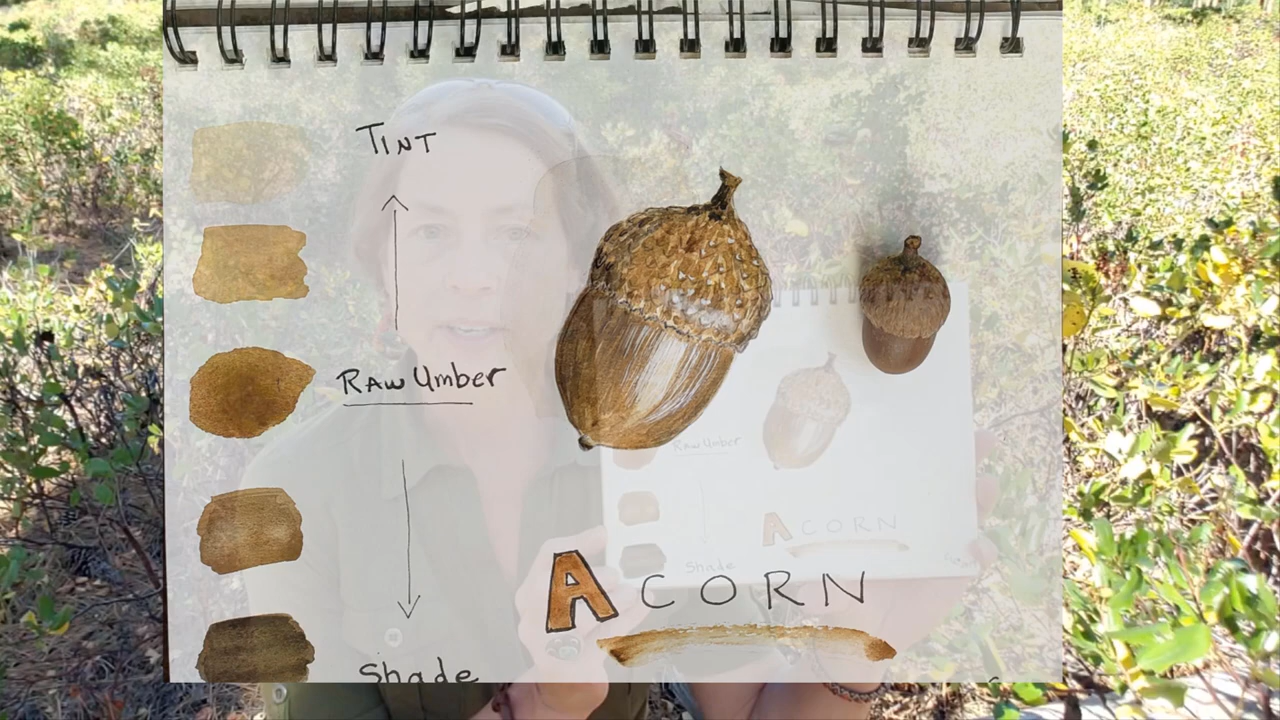 TINT
Raw Umber
Shade
ACORN
Raw Umber
ACORN
Shade